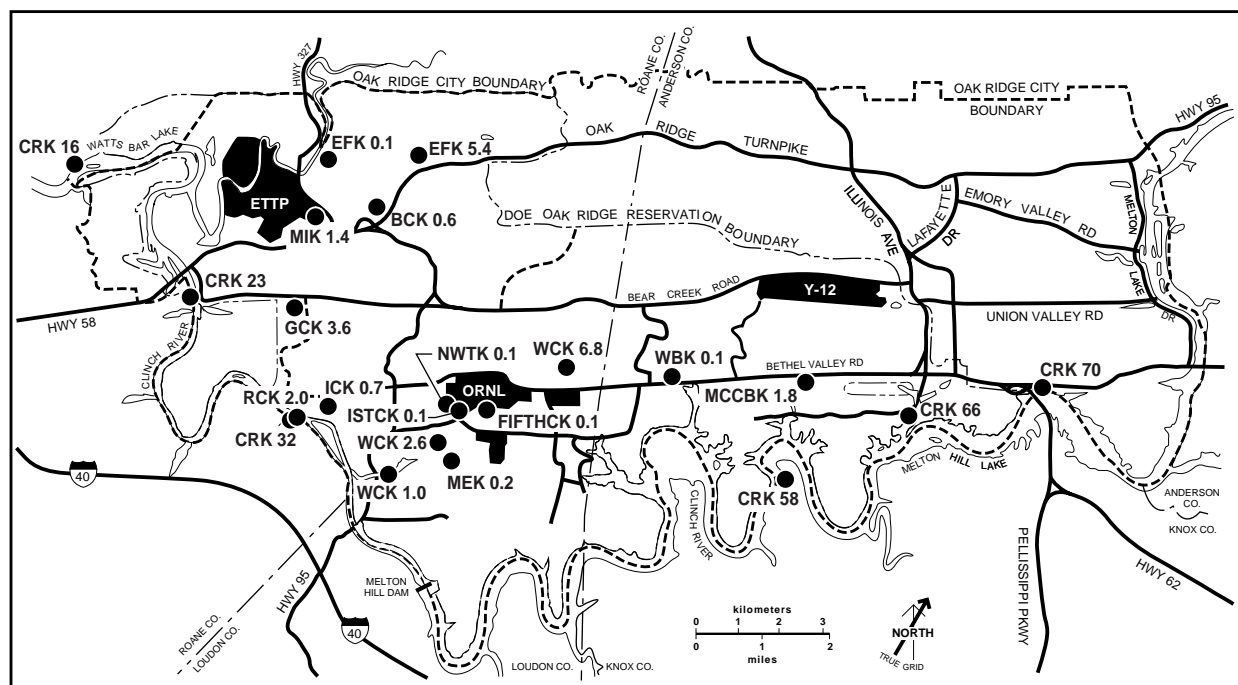 HWY 327
OAK RIDGE CITY BOUNDARY
ROANE CO.
ANDERSON CO.
OAK RIDGE CITY
BOUNDARY
HWY 95
CRK 16
WATTS BAR LAKE
EFK 0.1
EFK 5.4
OAK RIDGE TURNPIKE
ETTP
MIK 1.4
BCK 0.6
DOE OAK RIDGE RESERVATION BOUNDARY
ILLINOIS AVE
LAFAYETTE
DR
EMORY VALLEY
RD
MELTON
LAKE
DR
CRK 23
HWY 58
GCK 3.6
BEAR CREEK ROAD
Y-12
UNION VALLEY RD
CLINCH RIVER
NWTK 0.1
WCK 6.8
WBK 0.1
BETHEL VALLEY RD
MCCBK 1.8
CRK 70
RCK 2.0
ICK 0.7
ORNL
ISTCK 0.1
FIFTHCK 0.1
CRK 66
CRK 32
WCK 2.6
MEK 0.2
WCK 1.0
MELTON HILL LAKE
CRK 58
CLINCH RIVER
40
ANDERSON
CO.
KNOX CO.
PELLISSIPPI PKWY
HWY 62
HWY 95
MELTON
HILL DAM
ROANE CO.
LOUDON CO.
40
LOUDON CO.
KNOX CO.
kilometers
0 1 2 3
0 1 2
miles
NORTH
TRUE
GRID